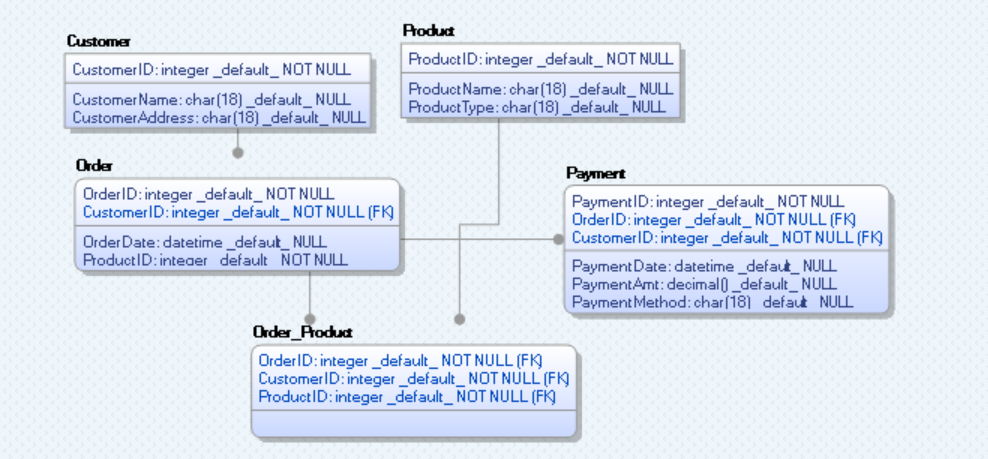 Customer
CustomerID: integer _default_ NOT NULL
CustomerName: char(18) _default_ NULL
CustomerAddress: char(18) _default_ NULL
Product
ProductID: integer _default_ NOT NULL
ProductName: char(18) _default_ NULL
ProductType: char(18) _default_ NULL
Order
OrderID: integer _default_ NOT NULL
CustomerID: integer _default_ NOT NULL (FK)
OrderDate: datetime _default_ NULL
ProductID: integer _default_ NOT NULL
Payment
PaymentID: integer _default_ NOT NULL
OrderID: integer _default_ NOT NULL (FK)
CustomerID: integer _default_ NOT NULL (FK)
PaymentDate: datetime _default_ NULL
PaymentAmt: decimal() _default_ NULL
PaymentMethod: char(18) _default_ NULL
Order_Product
OrderID: integer _default_ NOT NULL (FK)
CustomerID: integer _default_ NOT NULL (FK)
ProductID: integer _default_ NOT NULL (FK)